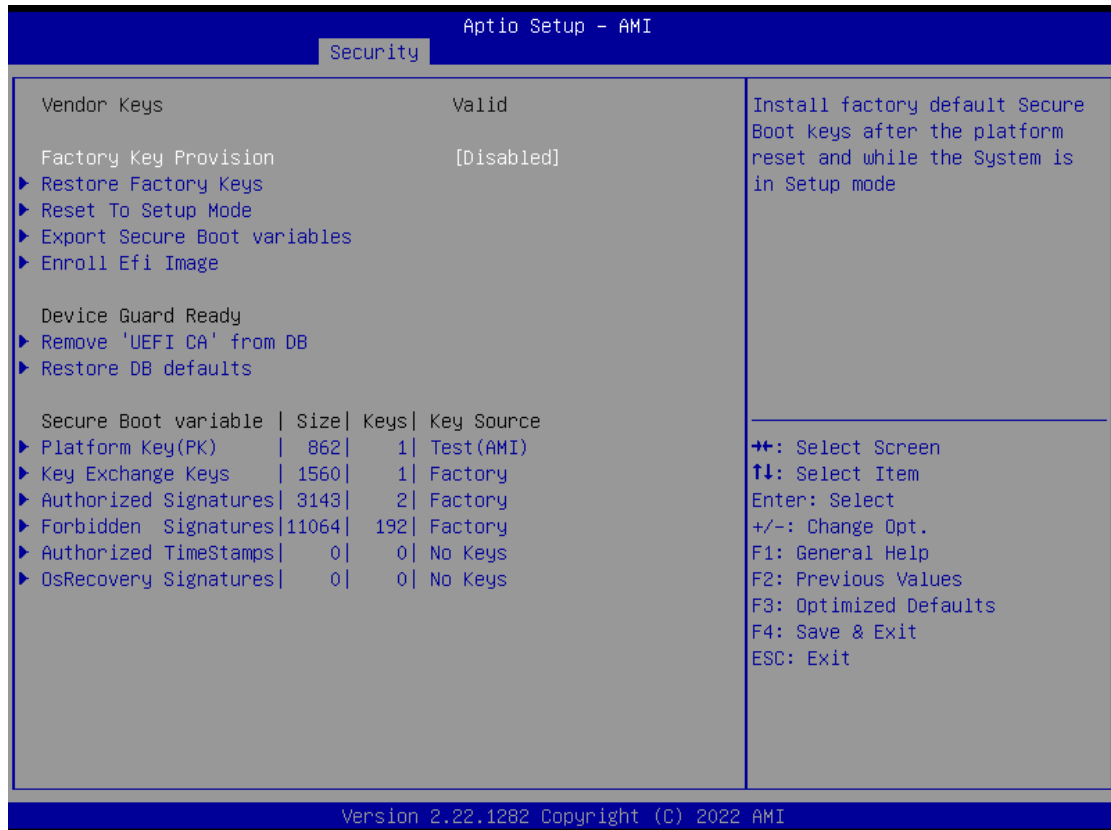 Aptio Setup – AMI
Security
Vendor Keys Valid
Factory Key Provision [Disabled]
► Restore Factory Keys
► Reset To Setup Mode
► Export Secure Boot variables
► Enroll Efi Image
Device Guard Ready
► Remove 'UEFI CA' from DB
► Restore DB defaults
Secure Boot variable | Size| Keys| Key Source
► Platform Key(PK) | 862| 1| Test(AMI)
► Key Exchange Keys | 1560| 1| Factory
► Authorized Signatures| 3143| 2| Factory
► Forbidden Signatures|11064| 192| Factory
► Authorized TimeStamps| 0| 0| No Keys
► OsRecovery Signatures| 0| 0| No Keys
Install factory default Secure
Boot keys after the platform
reset and while the System is
in Setup mode
→←: Select Screen
↑↓: Select Item
Enter: Select
+/-: Change Opt.
F1: General Help
F2: Previous Values
F3: Optimized Defaults
F4: Save & Exit
ESC: Exit
Version 2.22.1282 Copyright (C) 2022 AMI